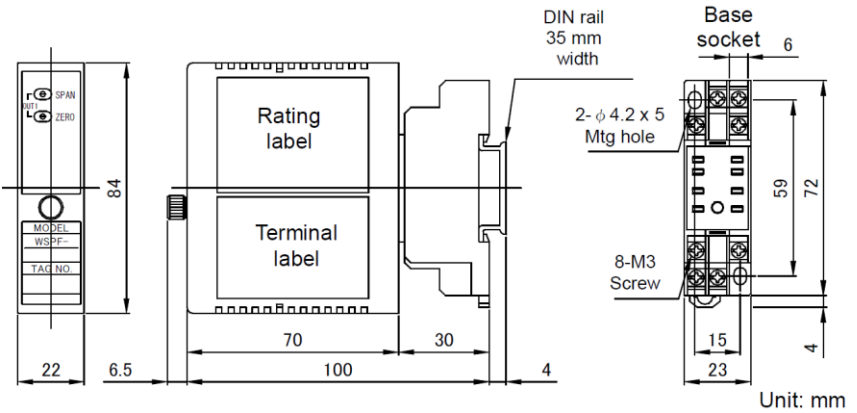 DIN rail
35 mm
width
Base
socket
6
SPAN
OUT1
ZERO
Rating
label
2-ϕ4.2 x 5
Mtg hole
84
59
72
MODEL
WSPF-
TAG NO.
Terminal
label
8-M3
Screw
70
30
15
4
22
6.5
100
4
23
Unit: mm